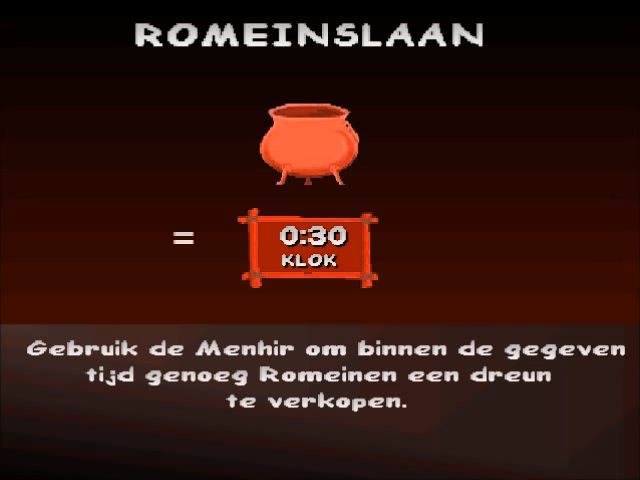 ROMEINSLAAN
=
0:30
KLOK
Gebruik de Menhir om binnen de gegeven
tijd genoeg Romeinen een dreun
te verkopen.